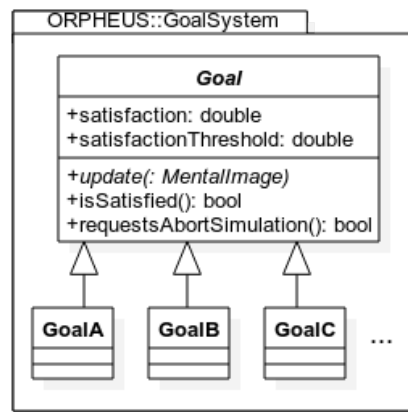 ORPHEUS::GoalSystem
Goal
+satisfaction: double
+satisfactionThreshold: double
+update(: MentalImage)
+isSatisfied(): bool
+requestsAbortSimulation(): bool
GoalA GoalB GoalC ...